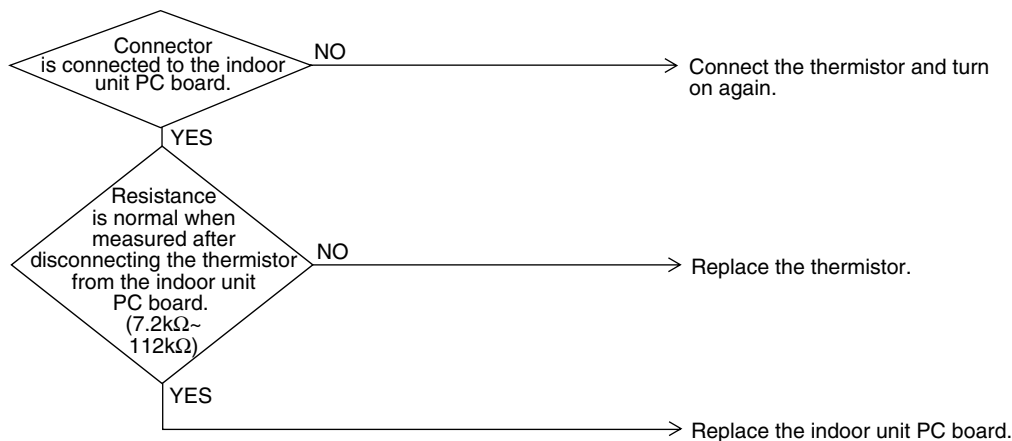 Connector
is connected to the indoor
unit PC board.
NO
Connect the thermistor and turn
on again.
YES
Resistance
is normal when
measured after
disconnecting the thermistor
from the indoor unit
PC board.
(7.2kΩ~
112kΩ)
NO
Replace the thermistor.
YES
Replace the indoor unit PC board.